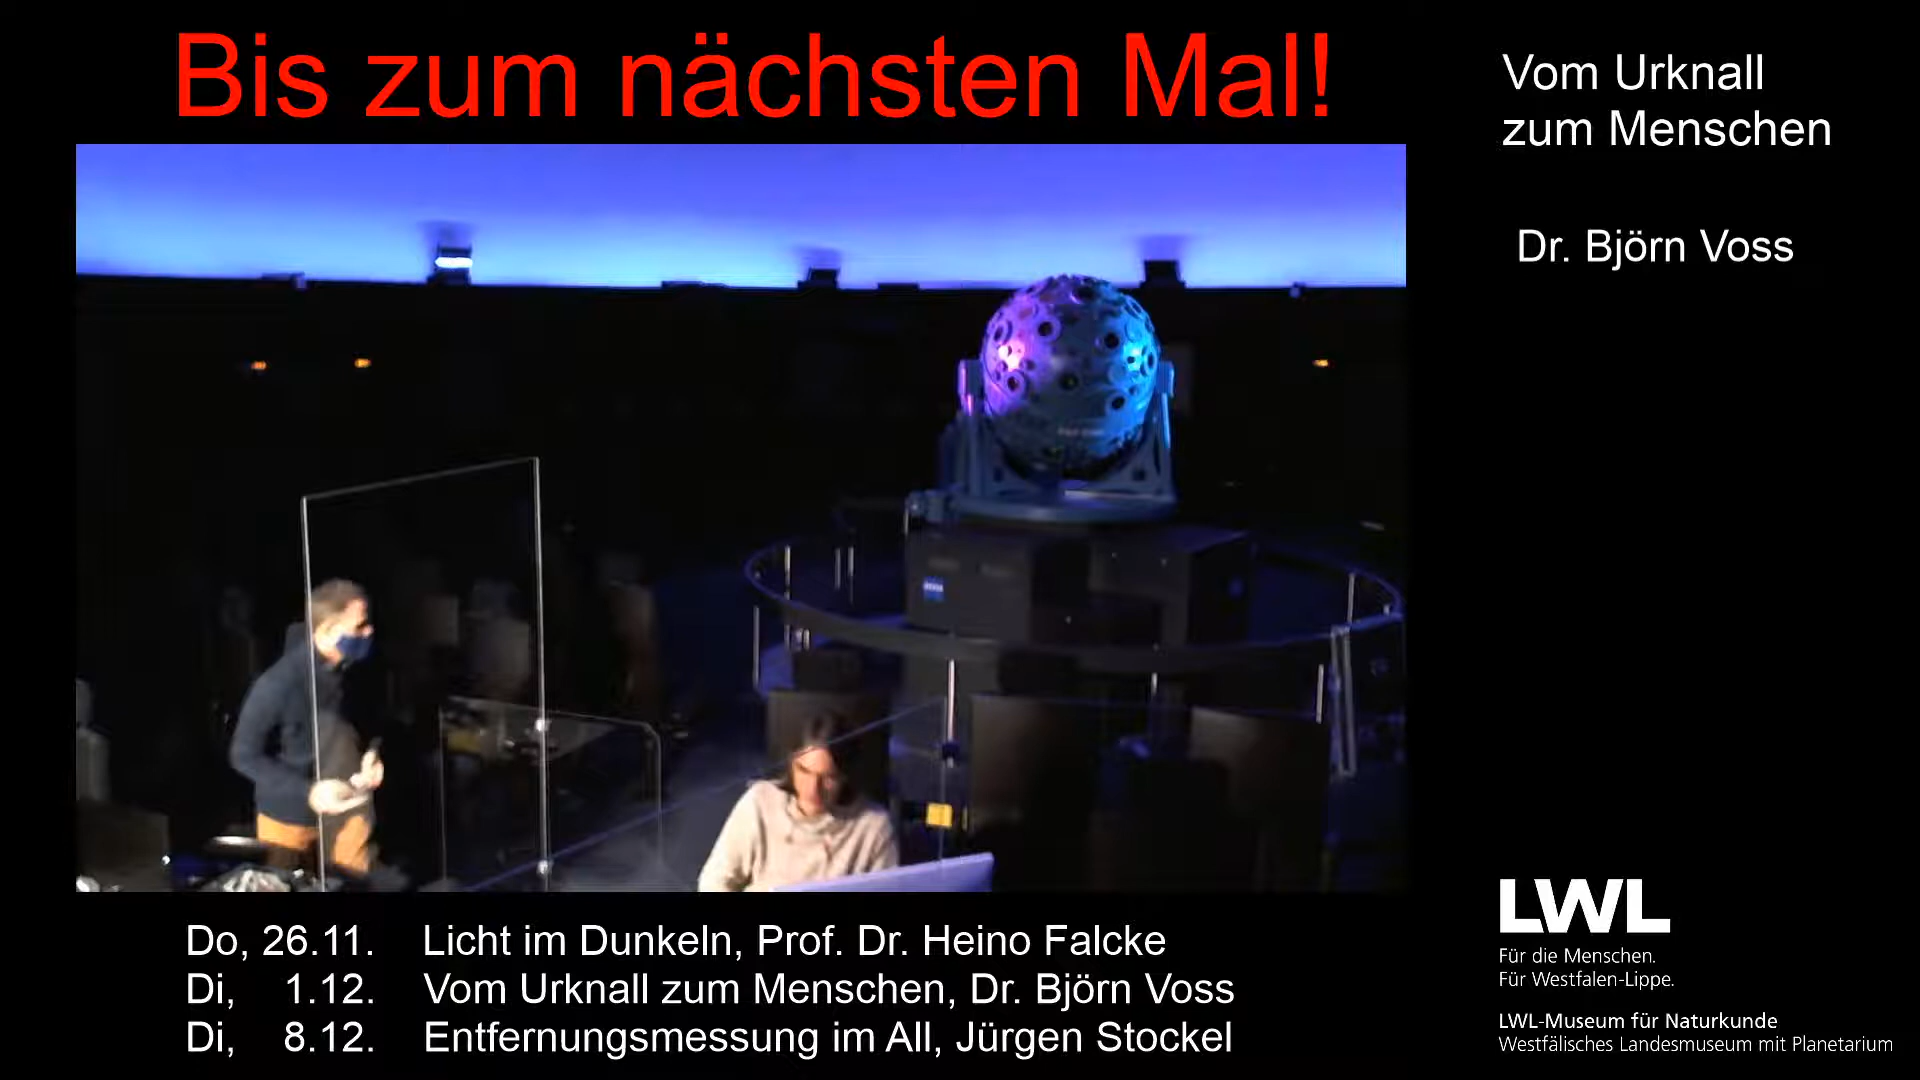 Bis zum nächsten Mal!
Vom Urknall
zum Menschen
Dr. Björn Voss
Do, 26.11. Licht im Dunkeln, Prof. Dr. Heino Falcke
Di, 1.12. Vom Urknall zum Menschen, Dr. Björn Voss
Di, 8.12. Entfernungsmessung im All, Jürgen Stockel
LWL
Für die Menschen.
Für Westfalen-Lippe.
LWL-Museum für Naturkunde
Westfälisches Landesmuseum mit Planetarium